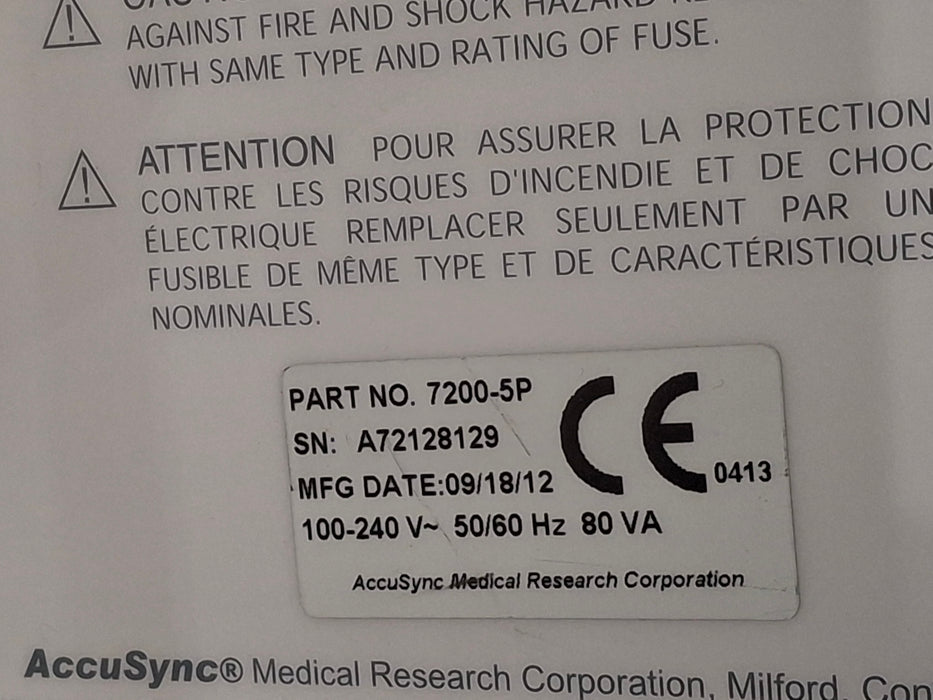 AGAINST FIRE AND SHOCK HAZARD
WITH SAME TYPE AND RATING OF FUSE.
ATTENTION POUR ASSURER LA PROTECTION
CONTRE LES RISQUES D'INCENDIE ET DE CHOC
ÉLECTRIQUE REMPLACER SEULEMENT PAR UN
FUSIBLE DE MÊME TYPE ET DE CARACTÉRISTIQUES
NOMINALES.
PART NO. 7200-5P
SN: A72128129
MFG DATE:09/18/12
CE 0413
100-240 V~ 50/60 Hz 80 VA
AccuSync Medical Research Corporation
AccuSync® Medical Research Corporation, Milford,